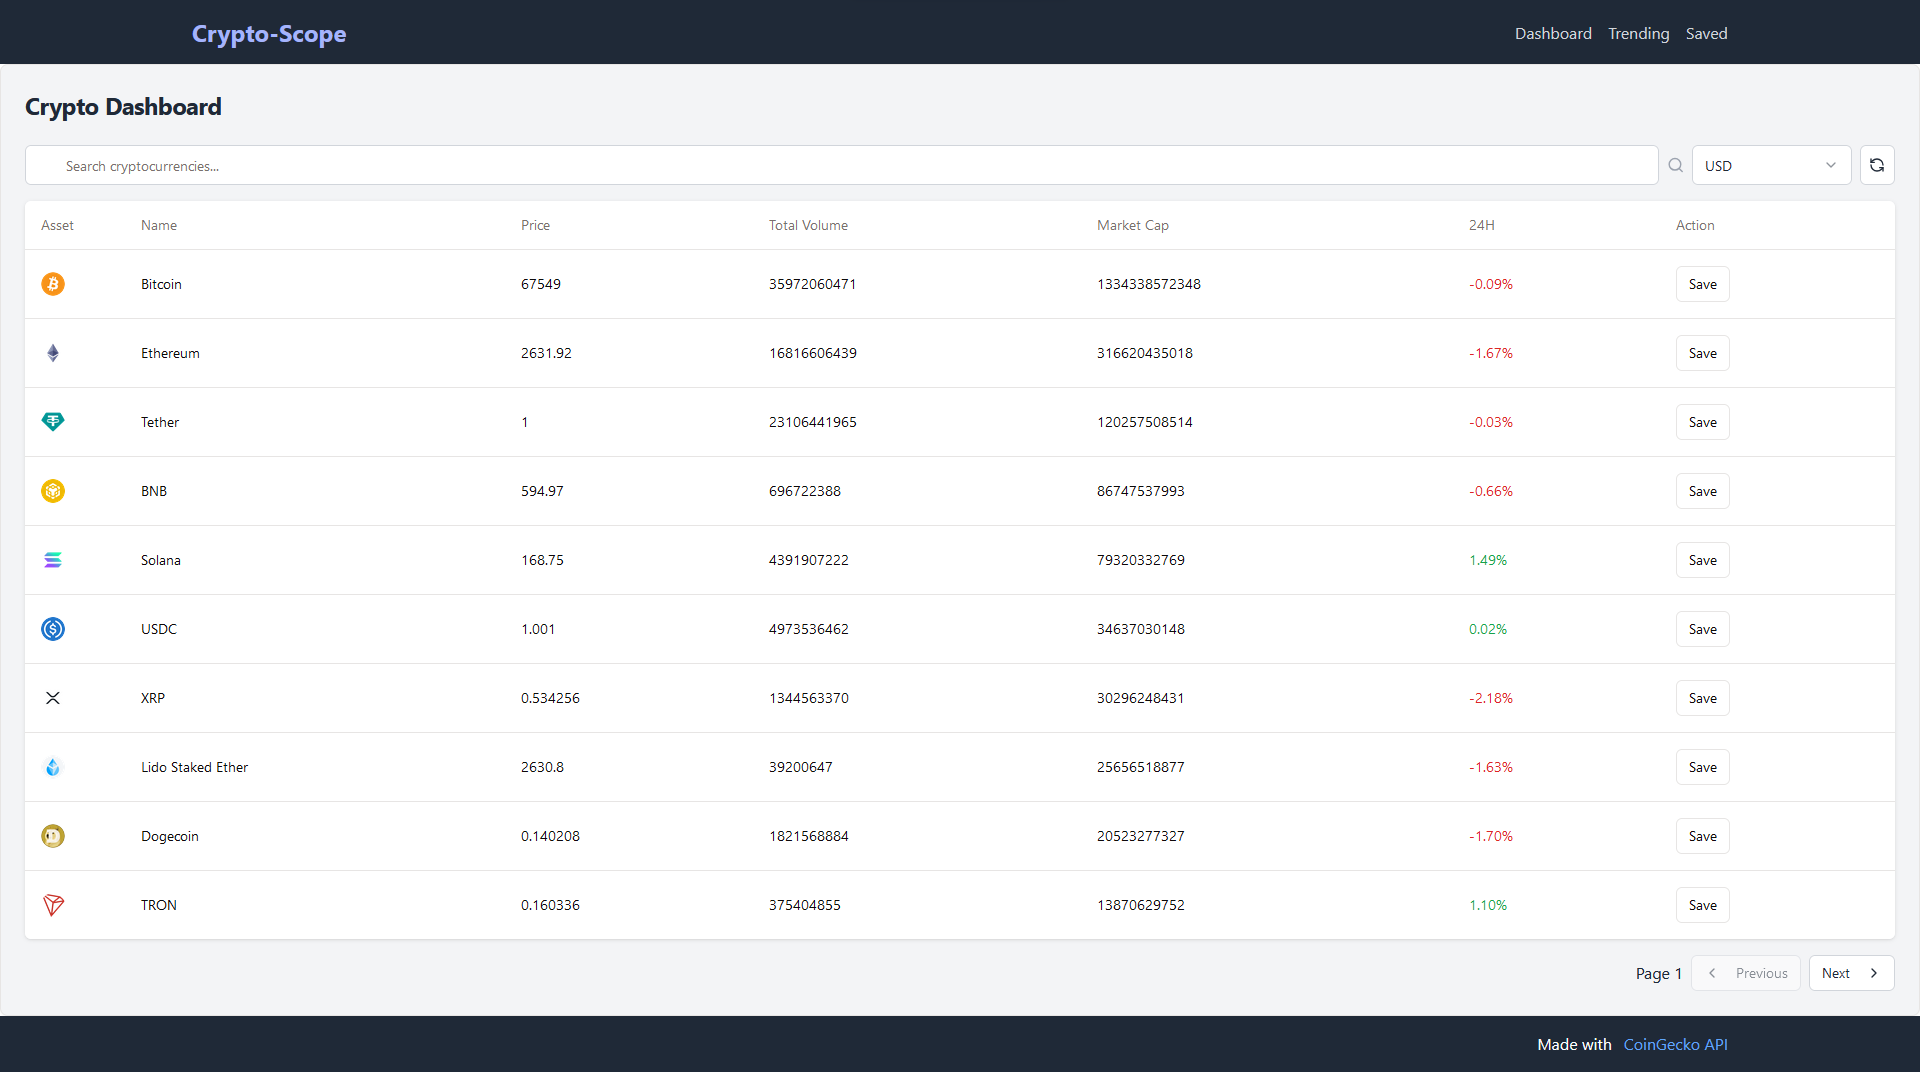 Crypto-Scope Dashboard Trending Saved
Crypto Dashboard
Search cryptocurrencies... USD
Asset Name Price Total Volume Market Cap 24H Action
Bitcoin 67549 35972060471 1334338572348 -0.09% Save
Ethereum 2631.92 16816606439 316620435018 -1.67% Save
Tether 1 23106441965 120257508514 -0.03% Save
BNB 594.97 696722388 86747537993 -0.66% Save
Solana 168.75 4391907222 79320332769 1.49% Save
USDC 1.001 4973536462 34637030148 0.02% Save
XRP 0.534256 1344563370 30296248431 -2.18% Save
Lido Staked Ether 2630.8 39200647 25656518877 -1.63% Save
Dogecoin 0.140208 1821568884 20523277327 -1.70% Save
TRON 0.160336 375404855 13870629752 1.10% Save
Page 1 Previous Next
Made with CoinGecko API